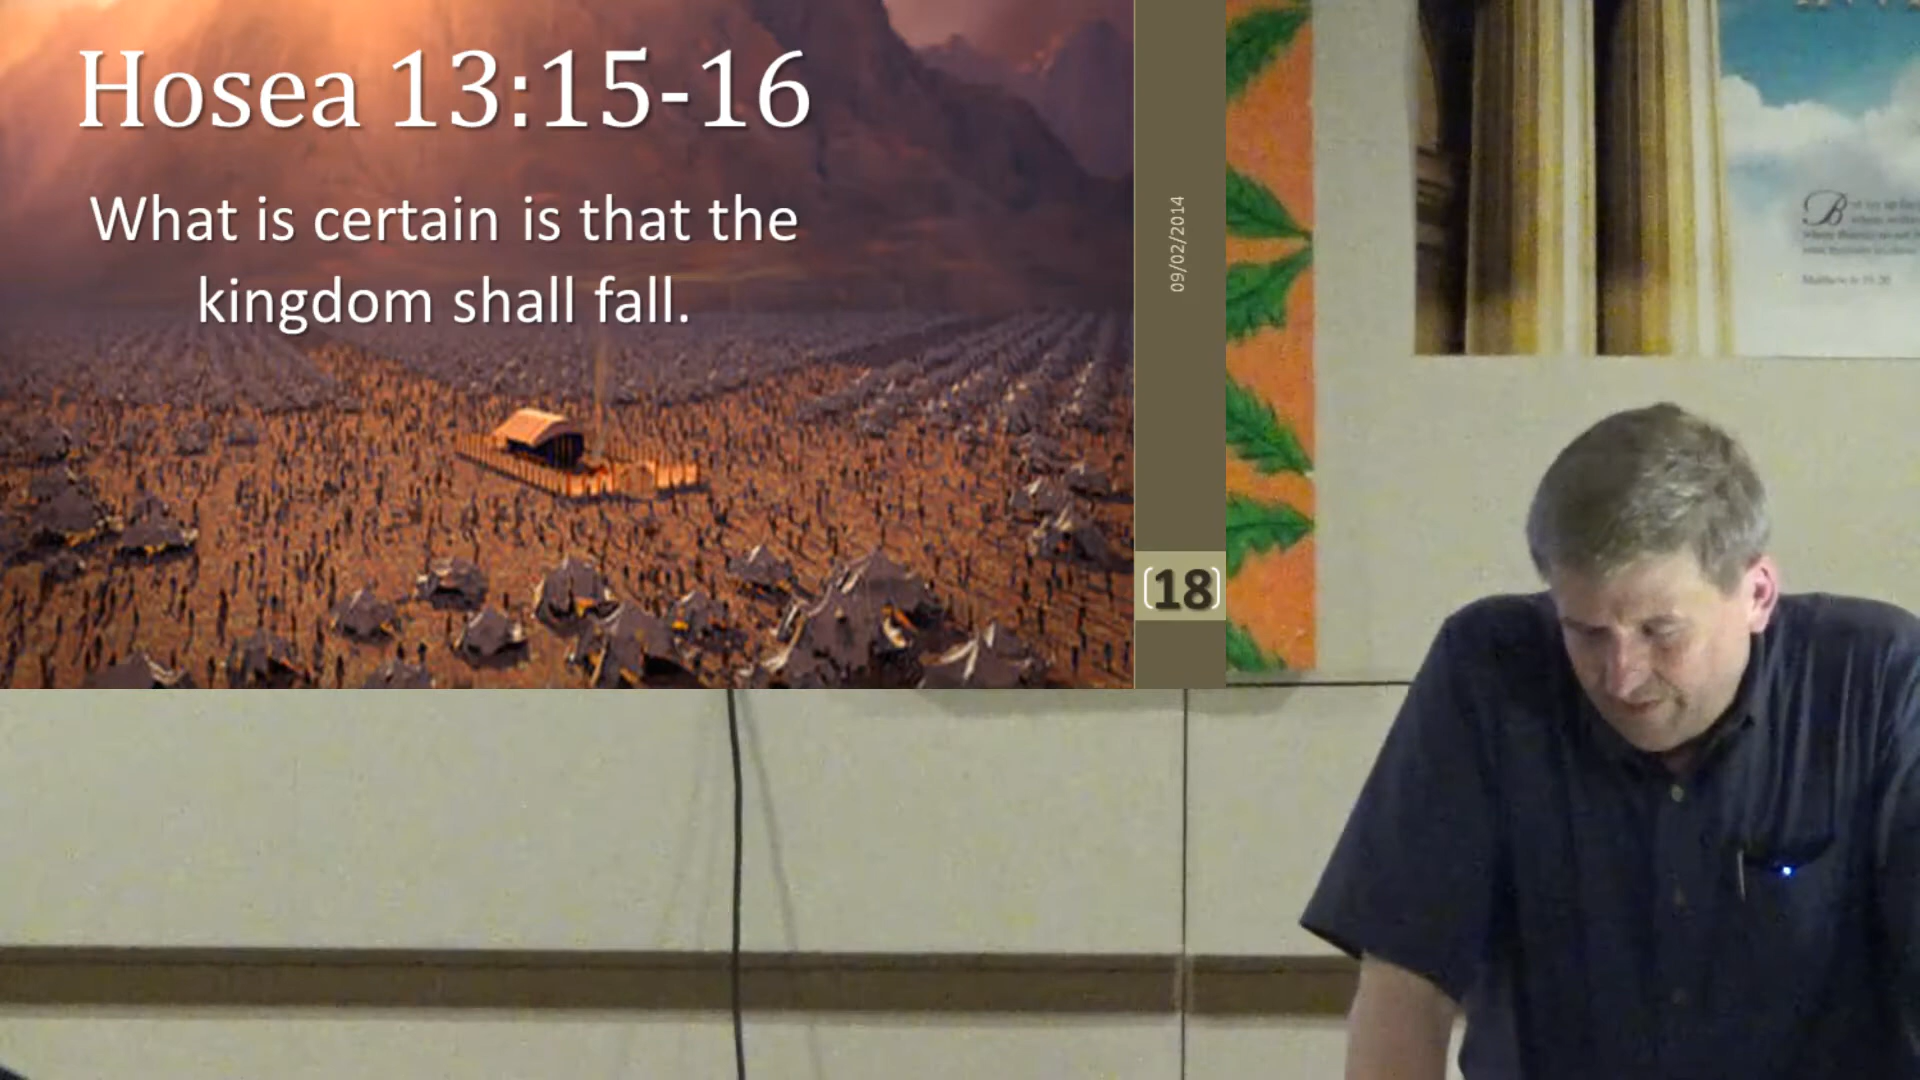 Hosea 13:15-16
What is certain is that the
kingdom shall fall.
09/02/2014
18